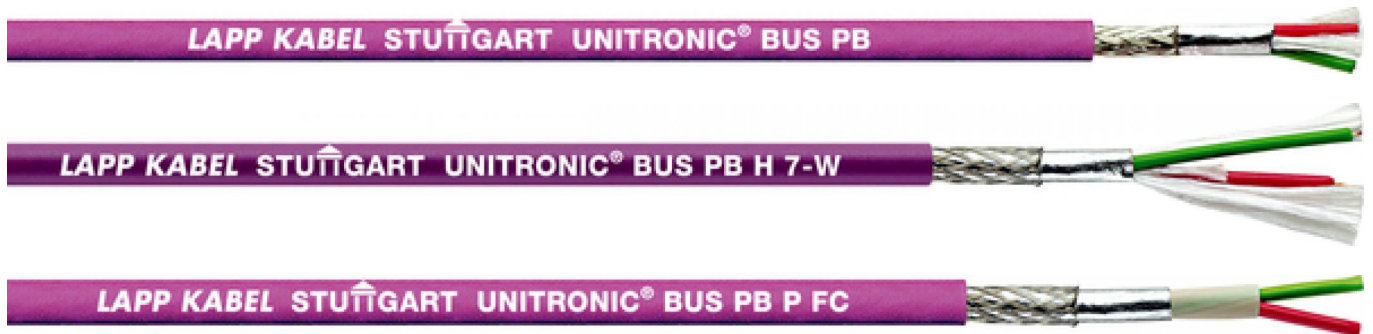 LAPP KABEL STUTTGART UNITRONIC® BUS PB
LAPP KABEL STUTTGART UNITRONIC® BUS PB H 7-W
LAPP KABEL STUTTGART UNITRONIC® BUS PB P FC